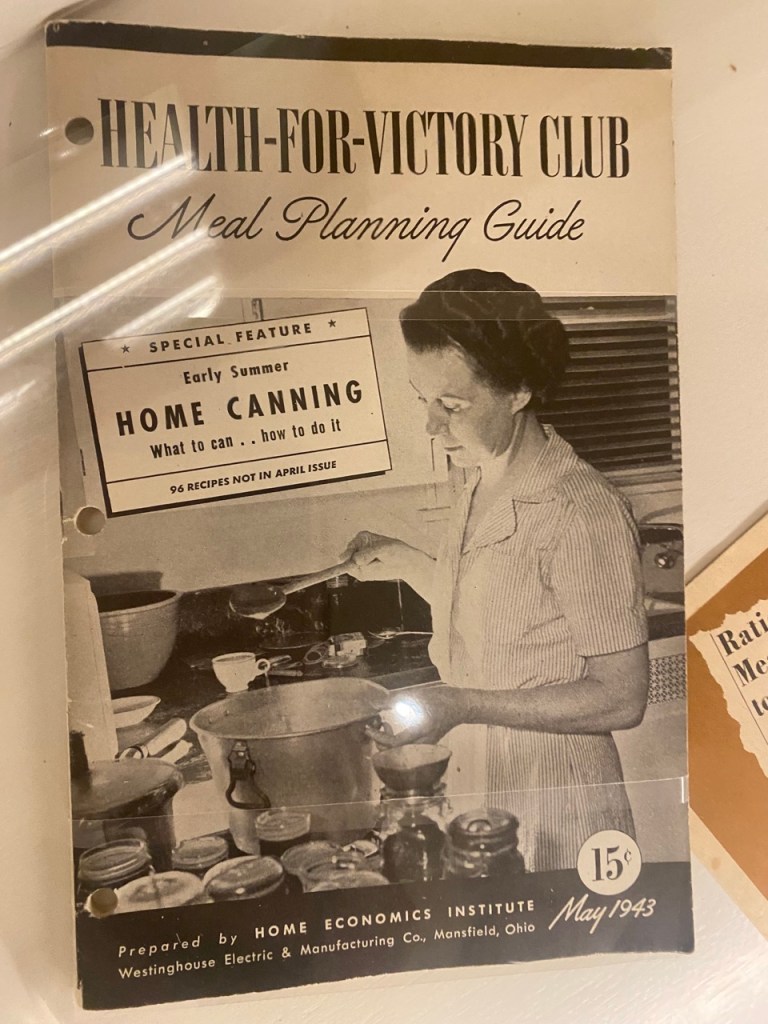 HEALTH-FOR-VICTORY CLUB
Meal Planning Guide
★ SPECIAL FEATURE ★
Early Summer
HOME CANNING
What to can . . how to do it
96 RECIPES NOT IN APRIL ISSUE
15¢
May 1943
Prepared by HOME ECONOMICS INSTITUTE
Westinghouse Electric & Manufacturing Co., Mansfield, Ohio